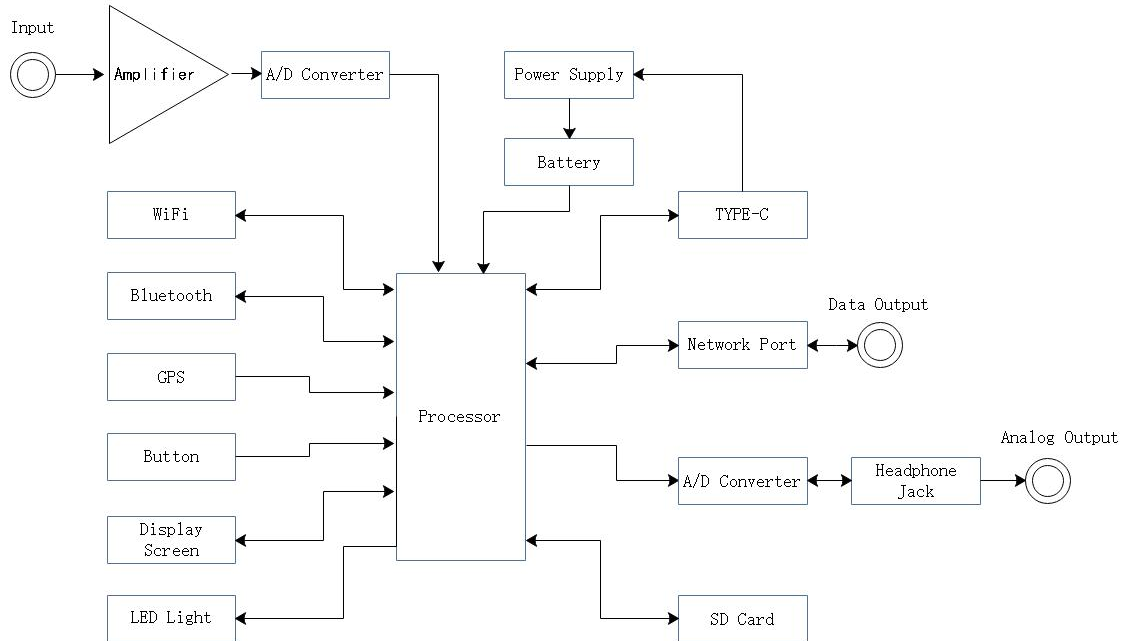 Input
Amplifier
A/D Converter
Power Supply
Battery
WiFi
TYPE-C
Bluetooth
Data Output
Network Port
GPS
Processor
Button
Analog Output
A/D Converter
Headphone
Jack
Display
Screen
LED Light
SD Card